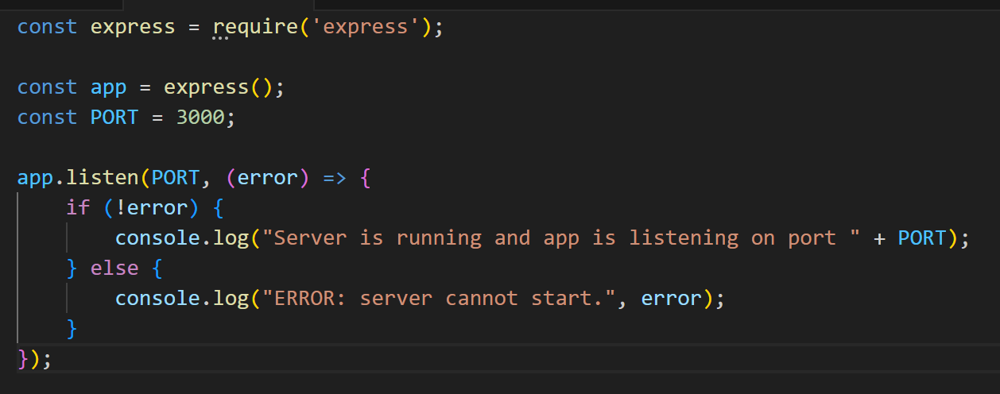 const express = require('express');
const app = express();
const PORT = 3000;
app.listen(PORT, (error) => {
    if (!error) {
        console.log("Server is running and app is listening on port " + PORT);
    } else {
        console.log("ERROR: server cannot start.", error);
    }
});